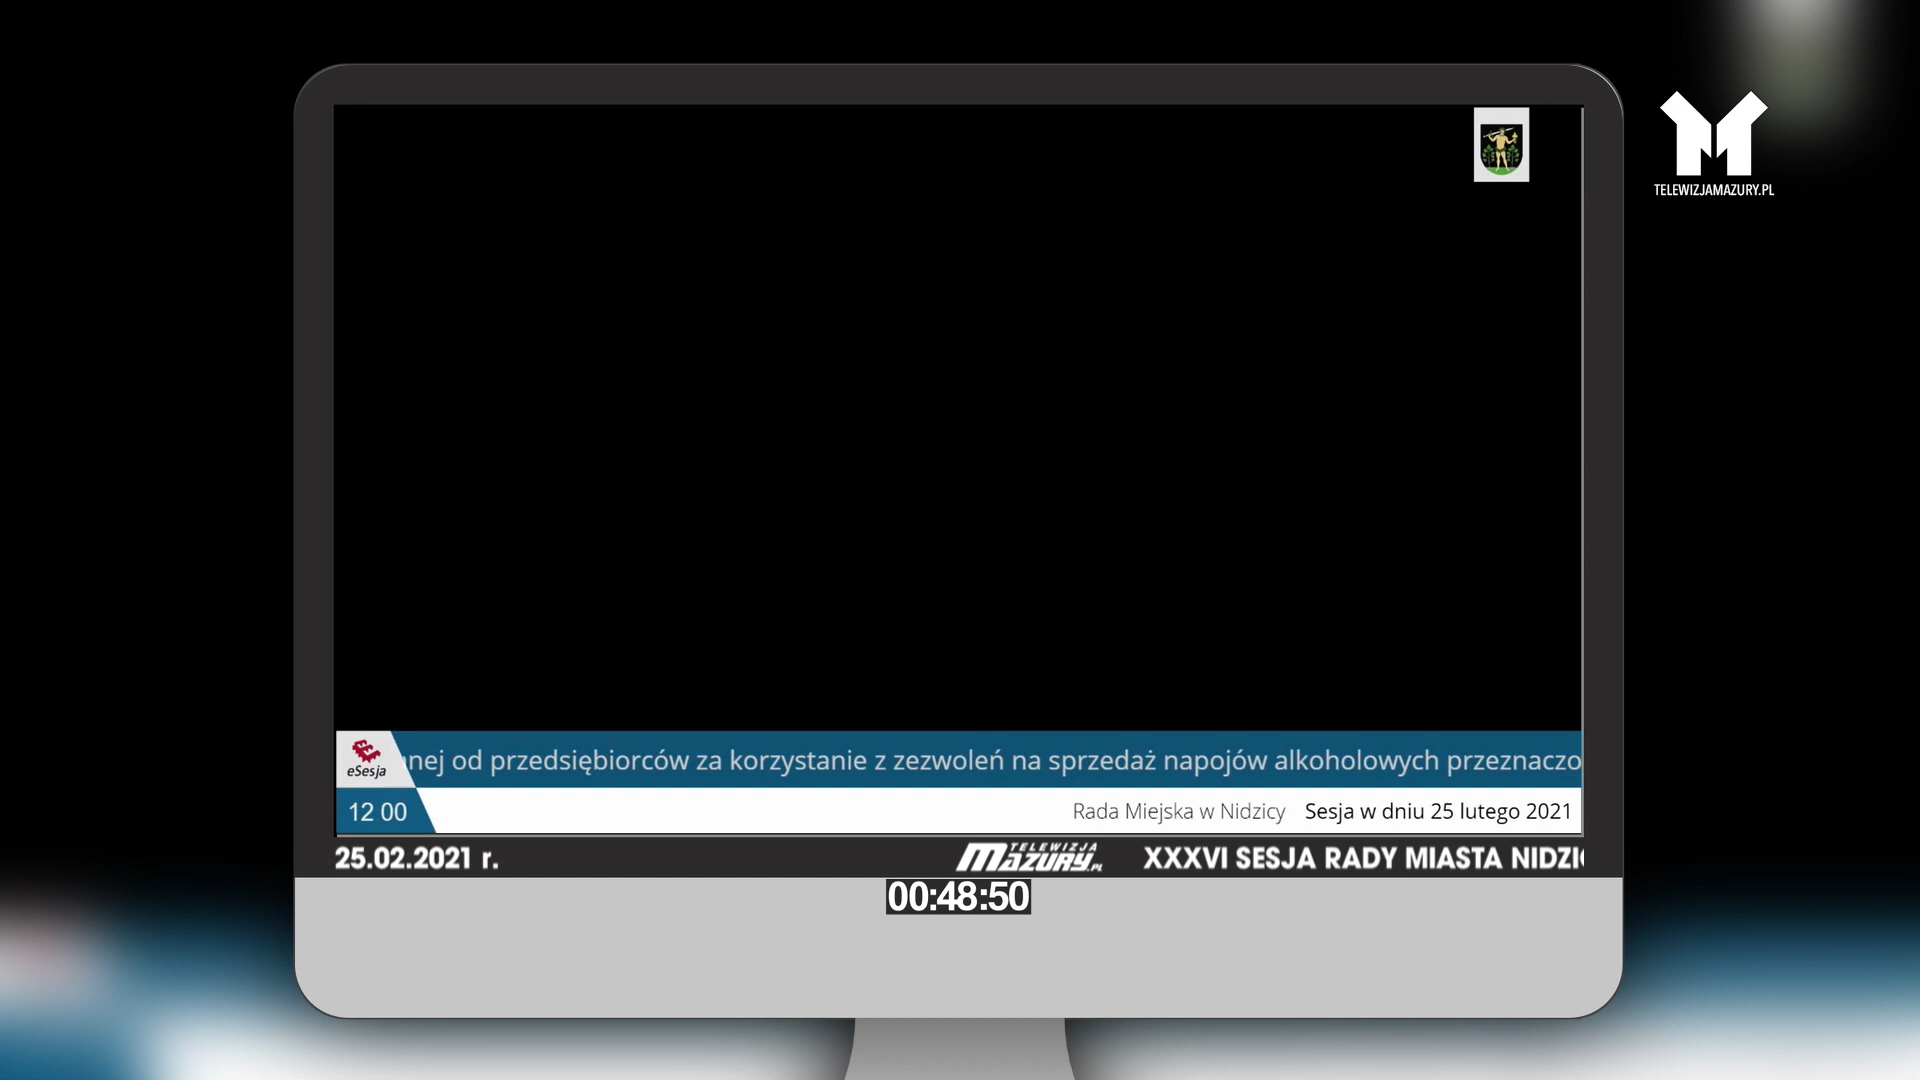 TELEWIZJAMAZURY.PL
eSesja
nej od przedsiębiorców za korzystanie z zezwoleń na sprzedaż napojów alkoholowych przeznaczo
12 00
Rada Miejska w Nidzicy Sesja w dniu 25 lutego 2021
25.02.2021 r. TELEWIZJA MAZURY.PL XXXVI SESJA RADY MIASTA NIDZI
00:48:50